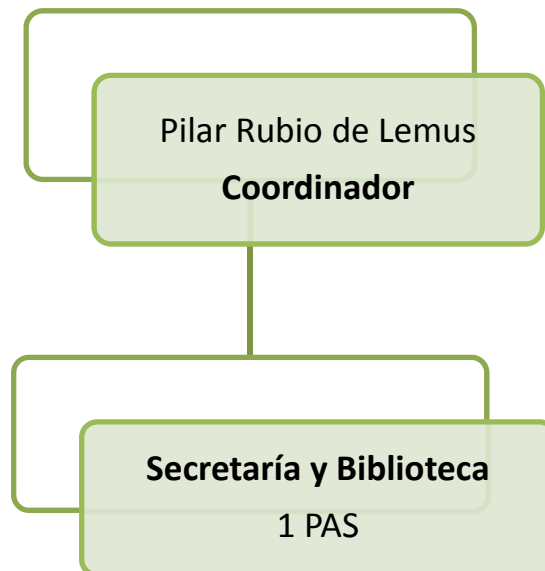 Pilar Rubio de Lemus
Coordinador
Secretaría y Biblioteca
1 PAS